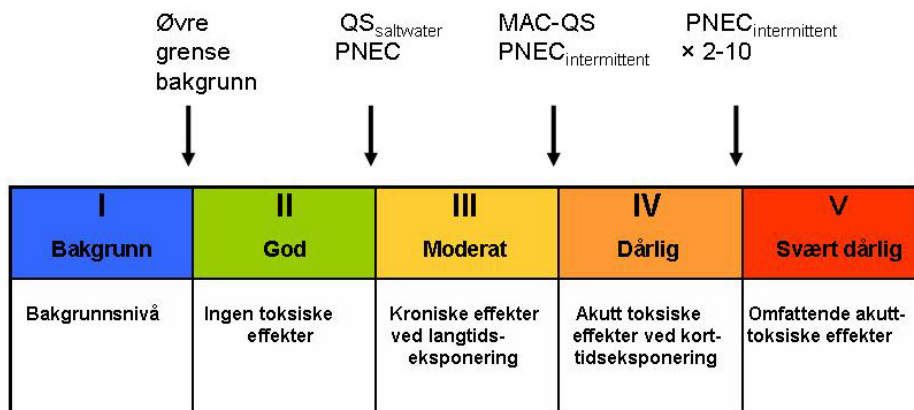 Øvre
grense
bakgrunn
QSsaltwater
PNEC
MAC-QS
PNECintermittent
PNECintermittent
× 2-10
I
Bakgrunn
II
God
III
Moderat
IV
Dårlig
V
Svært dårlig
Bakgrunnsnivå
Ingen toksiske
effekter
Kroniske effekter
ved langtids-
eksponering
Akutt toksiske
effekter ved kort-
tidseksponering
Omfattende akutt-
toksiske effekter